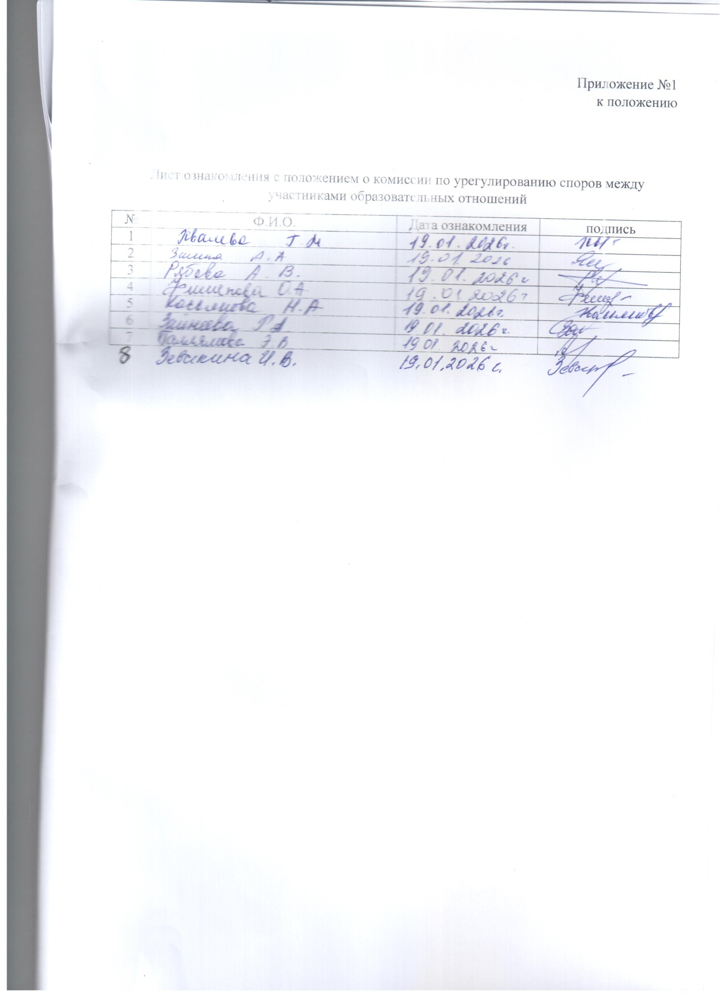 Приложение №1
к положению
Лист ознакомления с положением о комиссии по урегулированию споров между
участниками образовательных отношений
№ Ф.И.О. Дата ознакомления подпись
1 Т. М 19.01.2026г.
2 А. А 19.01.2026
3 Рябова А. В. 19.01.2026г
4 Филиппова О.А 19.01.2026г
5 Н.А 19.01.2026г.
6 19 01. 2026г.
7 Э.В 19 01. 2026г
8 Зевакина И.В. 19.01.2026г.